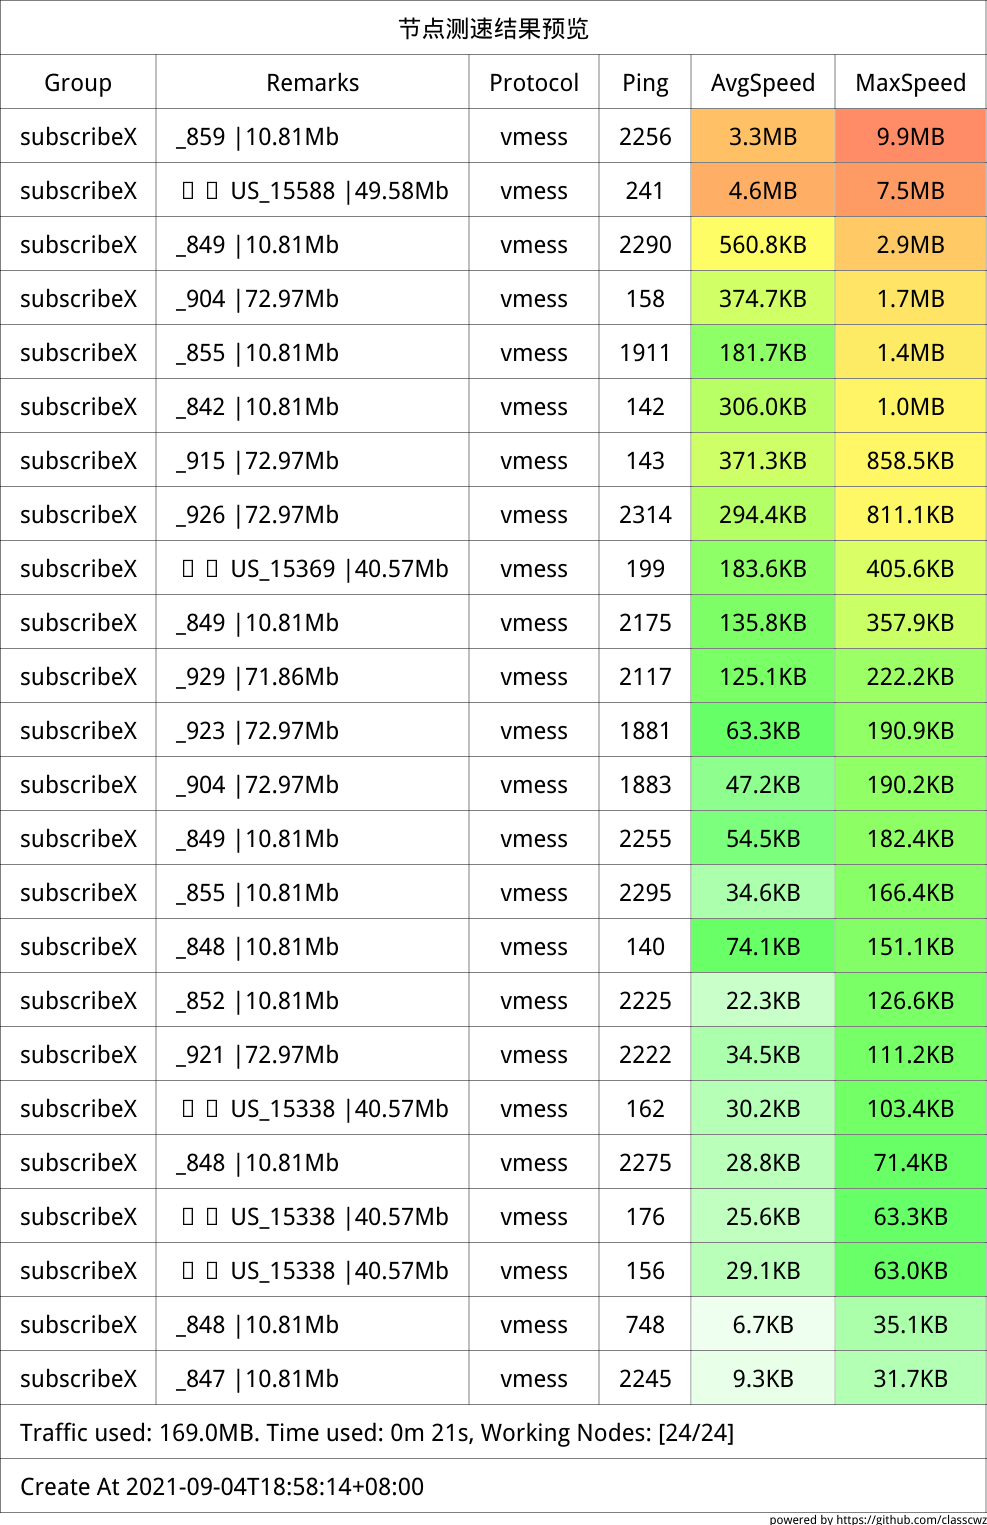 节点测速结果预览
Group Remarks Protocol Ping AvgSpeed MaxSpeed
subscribeX _859 |10.81Mb vmess 2256 3.3MB 9.9MB
subscribeX US_15588 |49.58Mb vmess 241 4.6MB 7.5MB
subscribeX _849 |10.81Mb vmess 2290 560.8KB 2.9MB
subscribeX _904 |72.97Mb vmess 158 374.7KB 1.7MB
subscribeX _855 |10.81Mb vmess 1911 181.7KB 1.4MB
subscribeX _842 |10.81Mb vmess 142 306.0KB 1.0MB
subscribeX _915 |72.97Mb vmess 143 371.3KB 858.5KB
subscribeX _926 |72.97Mb vmess 2314 294.4KB 811.1KB
subscribeX US_15369 |40.57Mb vmess 199 183.6KB 405.6KB
subscribeX _849 |10.81Mb vmess 2175 135.8KB 357.9KB
subscribeX _929 |71.86Mb vmess 2117 125.1KB 222.2KB
subscribeX _923 |72.97Mb vmess 1881 63.3KB 190.9KB
subscribeX _904 |72.97Mb vmess 1883 47.2KB 190.2KB
subscribeX _849 |10.81Mb vmess 2255 54.5KB 182.4KB
subscribeX _855 |10.81Mb vmess 2295 34.6KB 166.4KB
subscribeX _848 |10.81Mb vmess 140 74.1KB 151.1KB
subscribeX _852 |10.81Mb vmess 2225 22.3KB 126.6KB
subscribeX _921 |72.97Mb vmess 2222 34.5KB 111.2KB
subscribeX US_15338 |40.57Mb vmess 162 30.2KB 103.4KB
subscribeX _848 |10.81Mb vmess 2275 28.8KB 71.4KB
subscribeX US_15338 |40.57Mb vmess 176 25.6KB 63.3KB
subscribeX US_15338 |40.57Mb vmess 156 29.1KB 63.0KB
subscribeX _848 |10.81Mb vmess 748 6.7KB 35.1KB
subscribeX _847 |10.81Mb vmess 2245 9.3KB 31.7KB
Traffic used: 169.0MB. Time used: 0m 21s, Working Nodes: [24/24]
Create At 2021-09-04T18:58:14+08:00
powered by https://github.com/classcwz